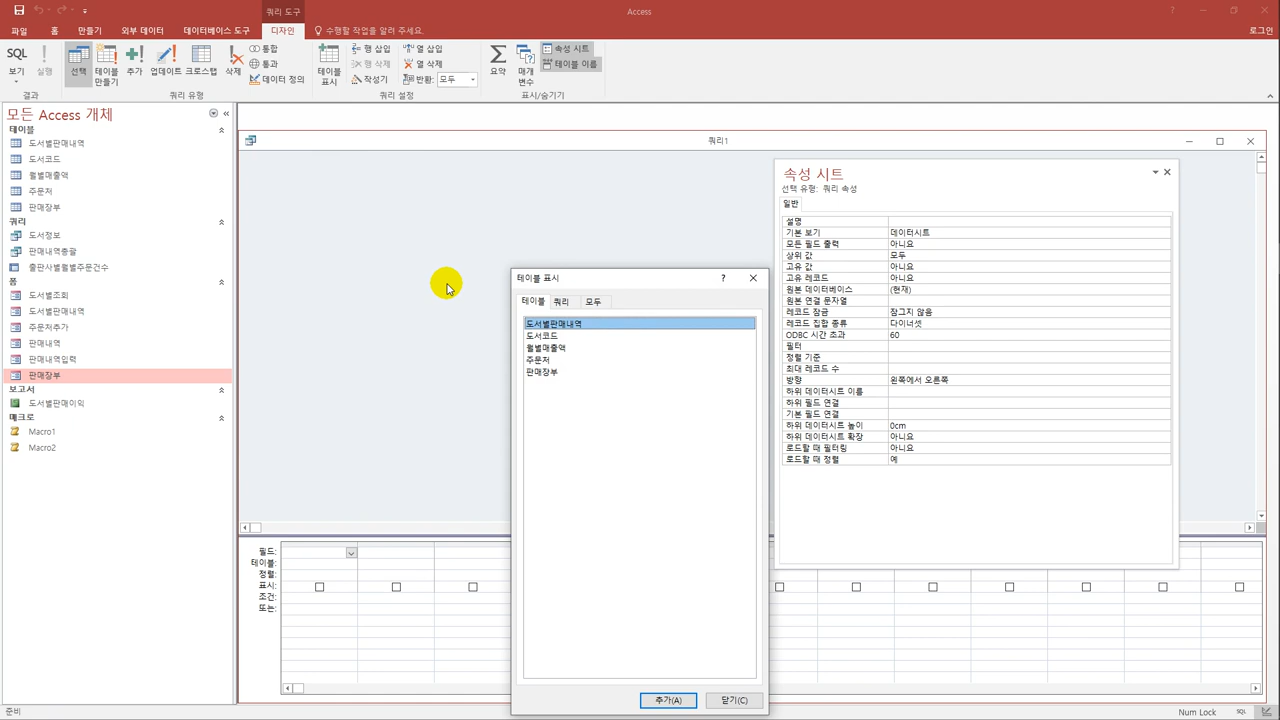 쿼리 도구
Access
로그인
파일 홈 만들기 외부 데이터 데이터베이스 도구 디자인 수행할 작업을 알려 주세요.
SQL
보기
실행
선택
테이블
만들기
추가
업데이트
크로스탭
삭제
통합
통과
데이터 정의
테이블
표시
행 삽입
행 삭제
작성기
열 삽입
열 삭제
반환: 모두
요약
매개
변수
속성 시트
테이블 이름
결과
쿼리 유형
쿼리 설정
표시/숨기기
모든 Access 개체
테이블
도서별판매내역
도서코드
월별매출액
주문처
판매장부
쿼리
도서정보
판매내역총괄
출판사별월별주문건수
폼
도서별조회
도서별판매내역
주문처추가
판매내역
판매내역입력
판매장부
보고서
도서별판매이익
매크로
Macro1
Macro2
쿼리1
속성 시트
선택 유형: 쿼리 속성
일반
설명
기본 보기 데이터시트
모든 필드 출력 아니요
상위 값 모두
고유 값 아니요
고유 레코드 아니요
원본 데이터베이스 (현재)
원본 연결 문자열
레코드 잠금 잠그지 않음
레코드 집합 종류 다이너셋
ODBC 시간 초과 60
필터
정렬 기준
최대 레코드 수
방향 왼쪽에서 오른쪽
하위 데이터시트 이름
하위 필드 연결
기본 필드 연결
하위 데이터시트 높이 0cm
하위 데이터시트 확장 아니요
로드할 때 필터링 아니요
로드할 때 정렬 예
테이블 표시
?
테이블 쿼리 모두
도서별판매내역
도서코드
월별매출액
주문처
판매장부
추가(A) 닫기(C)
필드:
테이블:
정렬:
표시:
조건:
또는:
준비
Num Lock
SQL